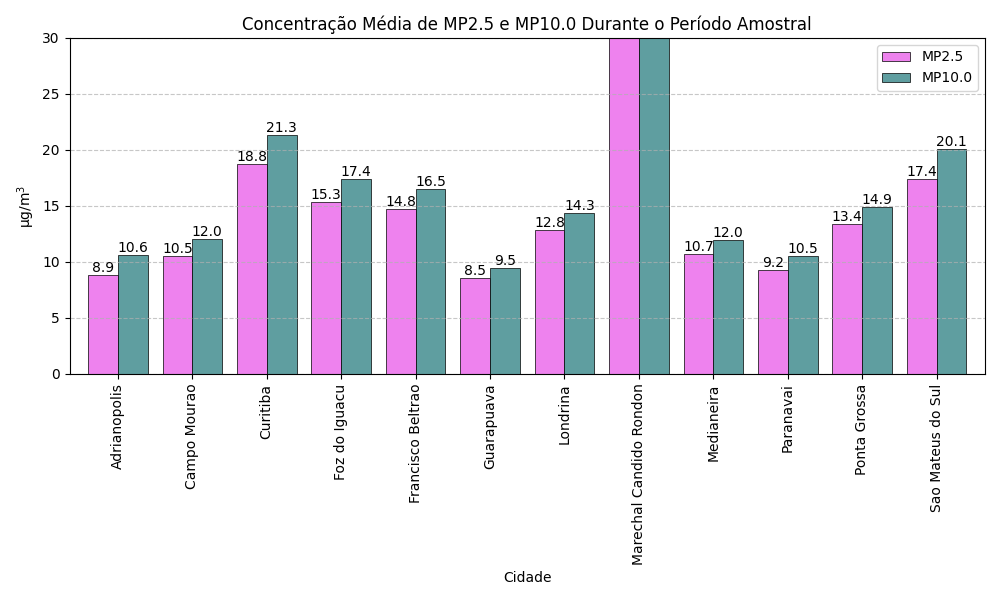 Concentração Média de MP2.5 e MP10.0 Durante o Período Amostral
MP2.5
MP10.0
µg/m³
30
25
20
15
10
5
0
8.9
10.6
10.5
12.0
18.8
21.3
15.3
17.4
14.8
16.5
8.5
9.5
12.8
14.3
10.7
12.0
9.2
10.5
13.4
14.9
17.4
20.1
Adrianopolis
Campo Mourao
Curitiba
Foz do Iguacu
Francisco Beltrao
Guarapuava
Londrina
Marechal Candido Rondon
Medianeira
Paranavai
Ponta Grossa
Sao Mateus do Sul
Cidade